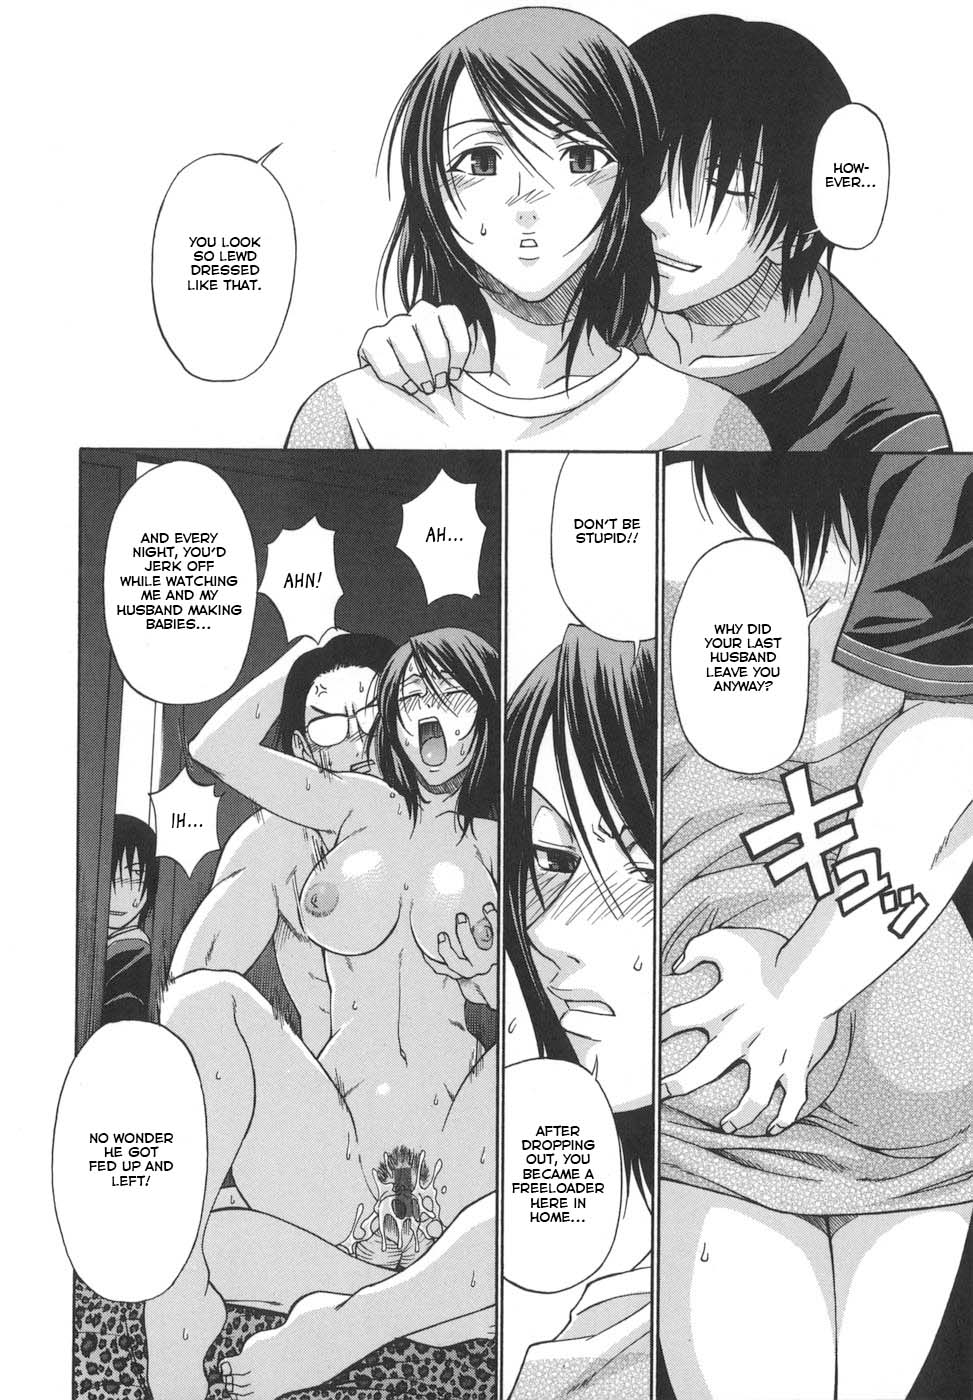 HOW-
EVER...
YOU LOOK
SO LEWD
DRESSED
LIKE THAT.
WHY DID
YOUR LAST
HUSBAND
LEAVE YOU
ANYWAY?
キュッ
DON'T BE
STUPID!!
AFTER
DROPPING
OUT, YOU
BECAME A
FREELOADER
HERE IN
HOME...
AH...
AHN!
AND EVERY
NIGHT, YOU'D
JERK OFF
WHILE WATCHING
ME AND MY
HUSBAND MAKING
BABIES...
IH...
NO WONDER
HE GOT
FED UP AND
LEFT!